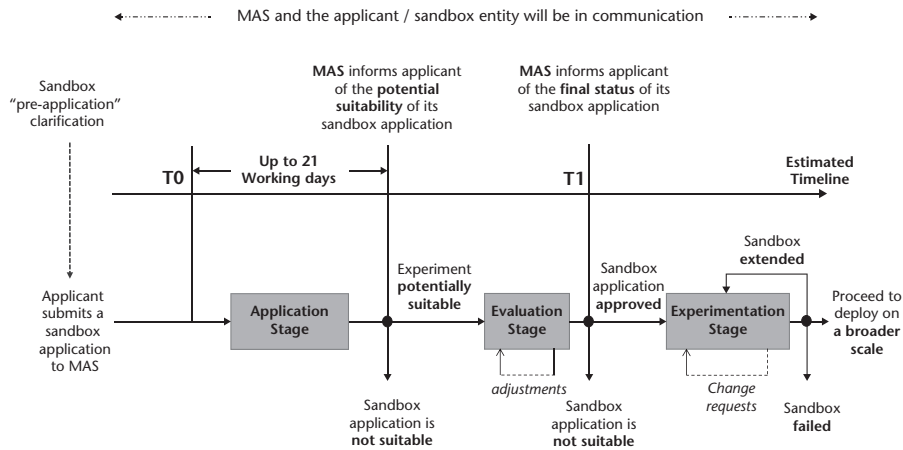 MAS and the applicant / sandbox entity will be in communication
Sandbox
“pre-application”
clarification
MAS informs applicant
of the potential
suitability of its
sandbox application
MAS informs applicant
of the final status of its
sandbox application
T0
Up to 21
Working days
T1
Estimated
Timeline
Applicant
submits a
sandbox
application
to MAS
Application
Stage
Experiment
potentially
suitable
Evaluation
Stage
adjustments
Sandbox
application
approved
Experimentation
Stage
Change
requests
Sandbox
extended
Proceed to
deploy on
a broader
scale
Sandbox
application is
not suitable
Sandbox
application is
not suitable
Sandbox
failed